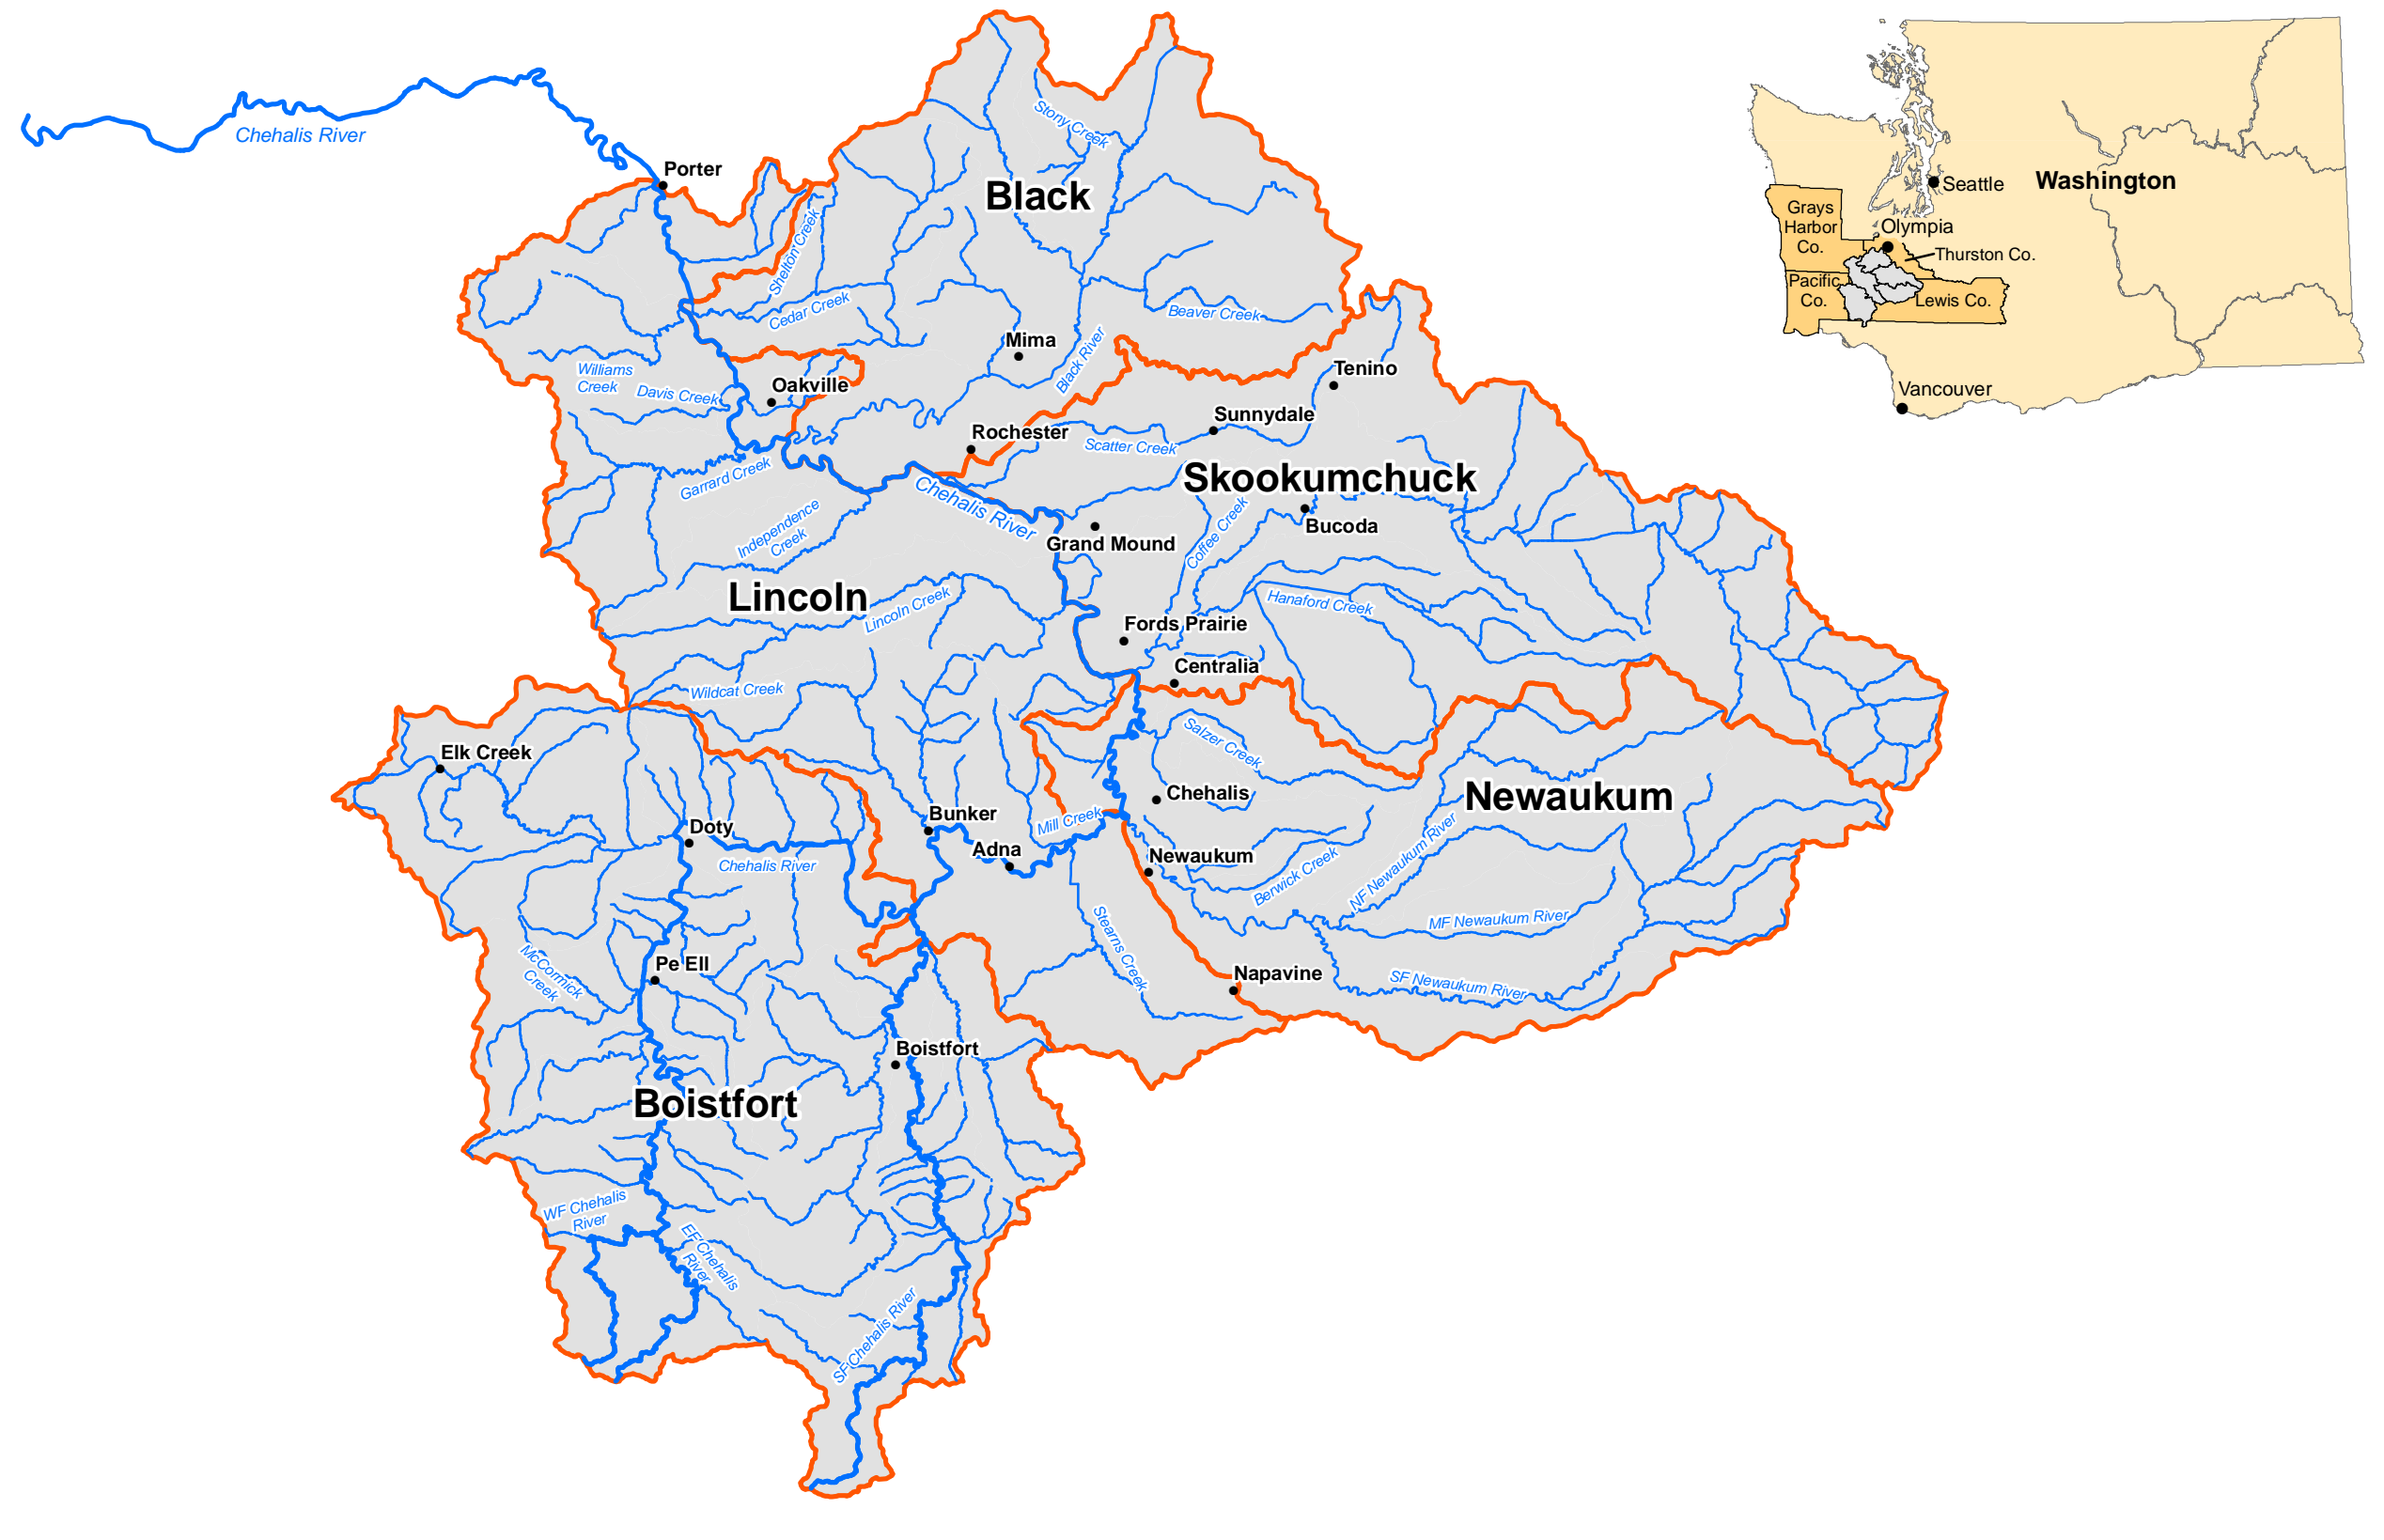 Chehalis River
Porter
Stony Creek
Black
Shelton Creek
Cedar Creek
Beaver Creek
Mima
Black River
Williams
Creek
Davis Creek
Oakville
Tenino
Sunnydale
Rochester
Scatter Creek
Garrard Creek
Skookumchuck
Chehalis River
Independence
Creek
Coffee Creek
Bucoda
Grand Mound
Lincoln
Lincoln Creek
Hanaford Creek
Fords Prairie
Centralia
Wildcat Creek
Elk Creek
Salzer Creek
Chehalis
Newaukum
Bunker
Mill Creek
Doty
Adna
Chehalis River
Newaukum
Berwick Creek
NF Newaukum River
MF Newaukum River
Stearns Creek
McCormick
Creek
Pe Ell
Napavine
SF Newaukum River
Boistfort
Boistfort
WF Chehalis
River
EF Chehalis
River
SF Chehalis River
Seattle
Washington
Grays
Harbor
Co.
Olympia
Thurston Co.
Pacific
Co.
Lewis Co.
Vancouver